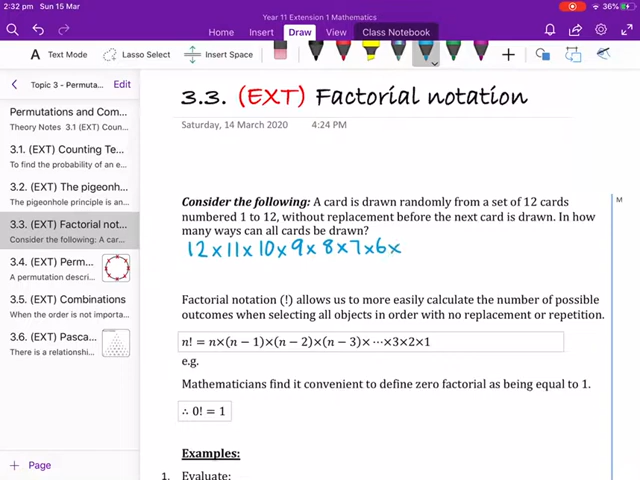 2:32 pm Sun 15 Mar
36%
Year 11 Extension 1 Mathematics
Home Insert Draw View Class Notebook
Text Mode Lasso Select Insert Space
Topic 3 - Permuta... Edit
Permutations and Com...
Theory Notes 3.1 (EXT) Coun...
3.1. (EXT) Counting Te...
To find the probability of an e...
3.2. (EXT) The pigeonh...
The pigeonhole principle is an...
3.3. (EXT) Factorial not...
Consider the following: A car...
3.4. (EXT) Perm...
A permutation descri...
3.5. (EXT) Combinations
When the order is not importa...
3.6. (EXT) Pasca...
There is a relationshi...
+ Page
3.3. (EXT) Factorial notation
Saturday, 14 March 2020 4:24 PM
Consider the following: A card is drawn randomly from a set of 12 cards
numbered 1 to 12, without replacement before the next card is drawn. In how
many ways can all cards be drawn?
12 × 11 × 10 × 9 × 8 × 7 × 6 ×
Factorial notation (!) allows us to more easily calculate the number of possible
outcomes when selecting all objects in order with no replacement or repetition.
n! = n×(n − 1)×(n − 2)×(n − 3)× ⋯×3×2×1
e.g.
Mathematicians find it convenient to define zero factorial as being equal to 1.
∴ 0! = 1
Examples:
1. Evaluate:
M